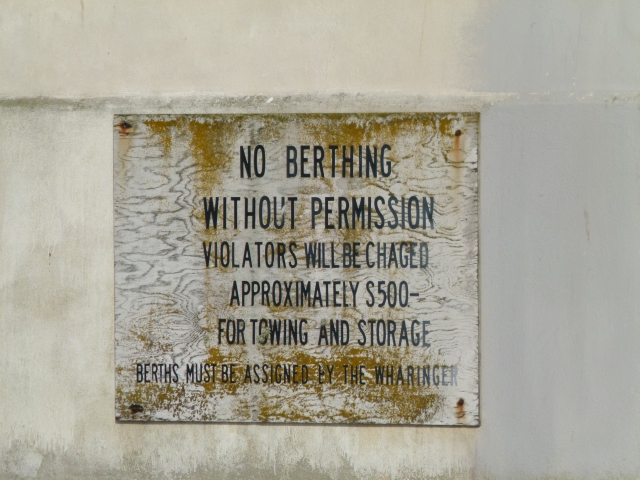 NO BERTHING
WITHOUT PERMISSION
VIOLATORS WILL BE CHAGED
APPROXIMATELY $500-
FOR TOWING AND STORAGE
BERTHS MUST BE ASSIGNED BY THE WHARINGER